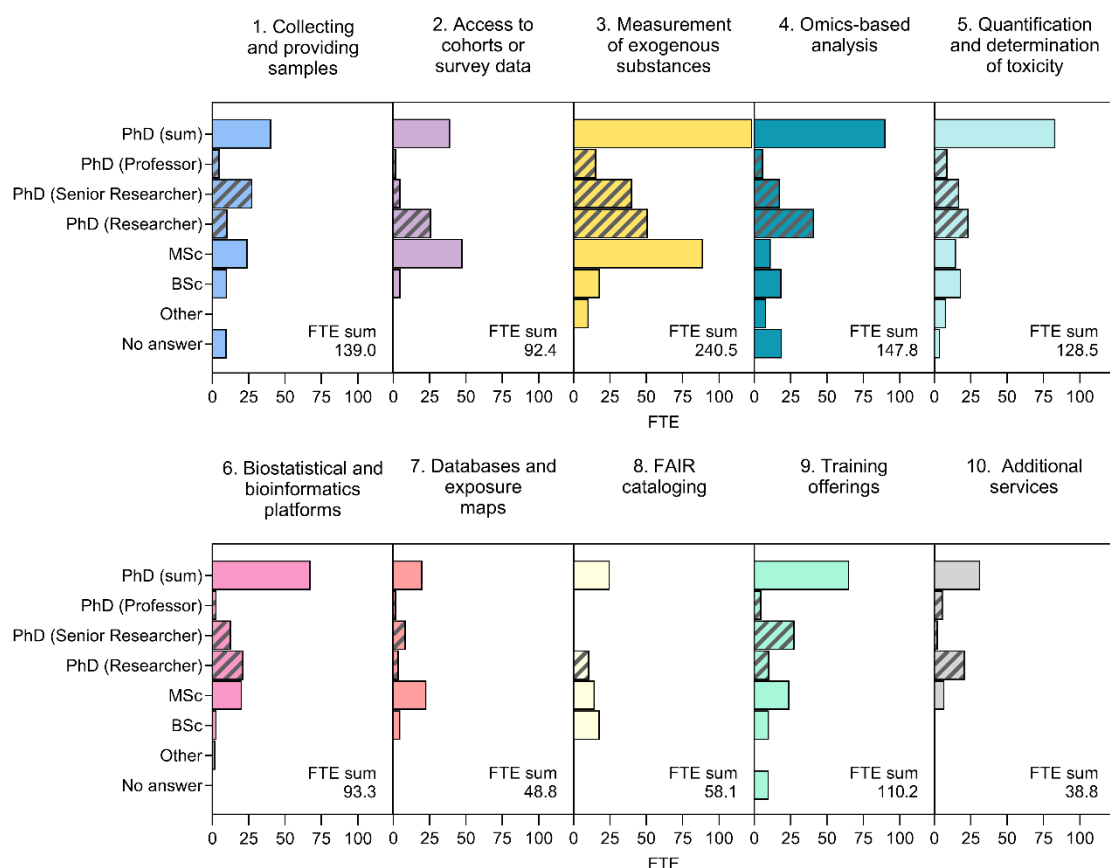 1. Collecting
and providing
samples
2. Access to
cohorts or
survey data
3. Measurement
of exogenous
substances
4. Omics-based
analysis
5. Quantification
and determination
of toxicity
PhD (sum)
PhD (Professor)
PhD (Senior Researcher)
PhD (Researcher)
MSc
BSc
Other
No answer
FTE sum
139.0
FTE sum
92.4
FTE sum
240.5
FTE sum
147.8
FTE sum
128.5
0 25 50 75 100
0 25 50 75 100
0 25 50 75 100
0 25 50 75 100
0 25 50 75 100
FTE
6. Biostatistical and
bioinformatics
platforms
7. Databases and
exposure
maps
8. FAIR
cataloging
9. Training
offerings
10. Additional
services
PhD (sum)
PhD (Professor)
PhD (Senior Researcher)
PhD (Researcher)
MSc
BSc
Other
No answer
FTE sum
93.3
FTE sum
48.8
FTE sum
58.1
FTE sum
110.2
FTE sum
38.8
0 25 50 75 100
0 25 50 75 100
0 25 50 75 100
0 25 50 75 100
0 25 50 75 100
FTE